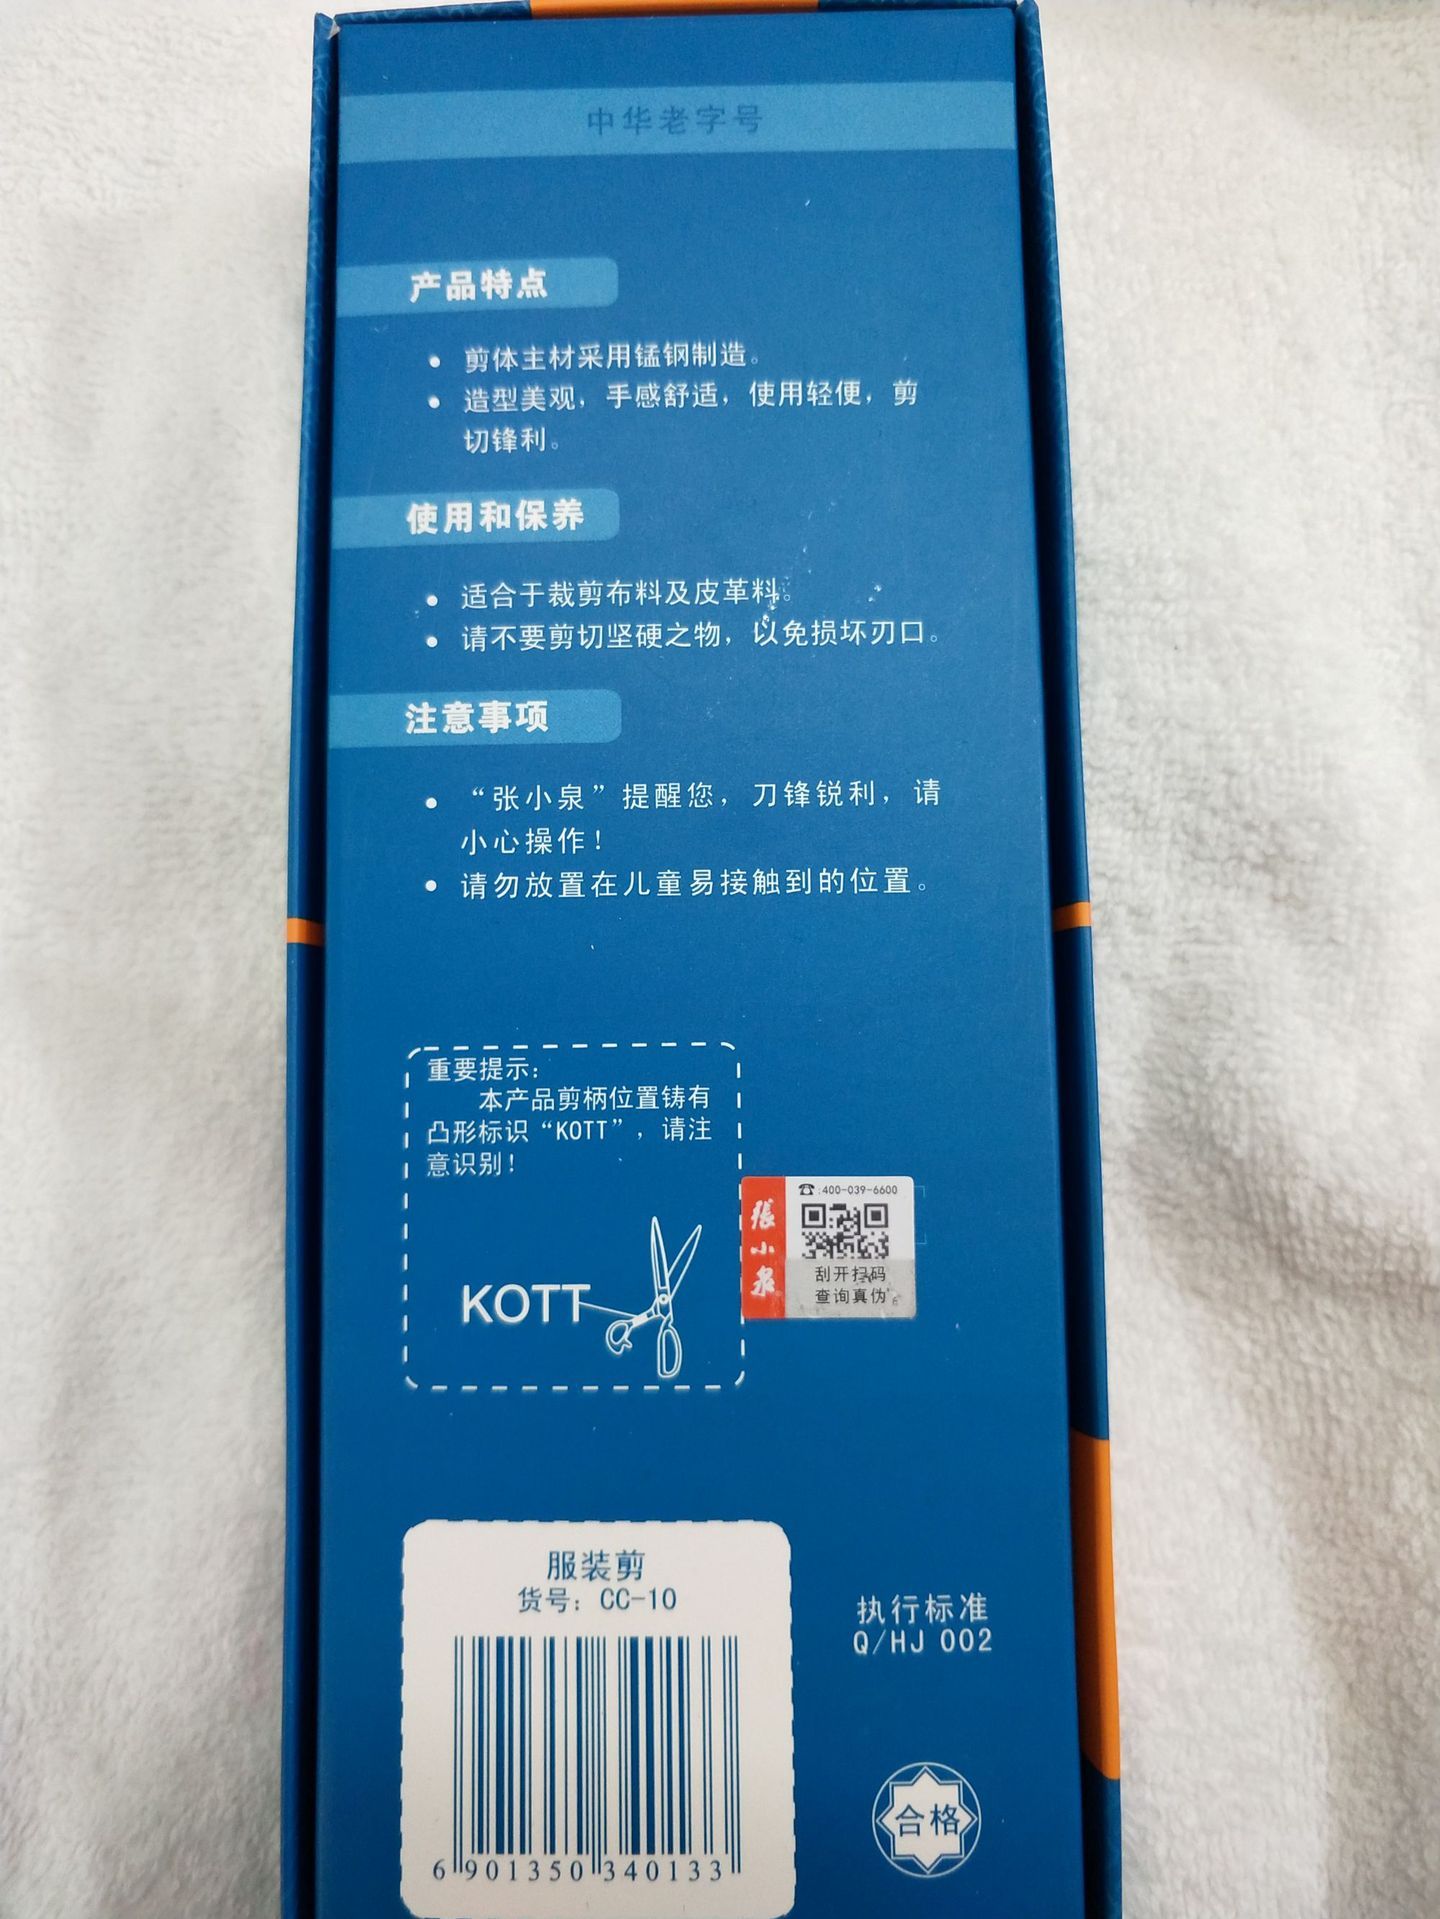 中华老字号
产品特点
• 剪体主材采用锰钢制造。
• 造型美观，手感舒适，使用轻便，剪
切锋利。
使用和保养
• 适合于裁剪布料及皮革料。
• 请不要剪切坚硬之物，以免损坏刃口。
注意事项
• “张小泉”提醒您，刀锋锐利，请
小心操作！
• 请勿放置在儿童易接触到的位置。
重要提示：
本产品剪柄位置铸有
凸形标识“KOTT”，请注
意识别！
KOTT
張小泉
☎:400-039-6600
刮开扫码
查询真伪
服装剪
货号：CC-10
6 901350 340133
执行标准
Q/HJ 002
合格